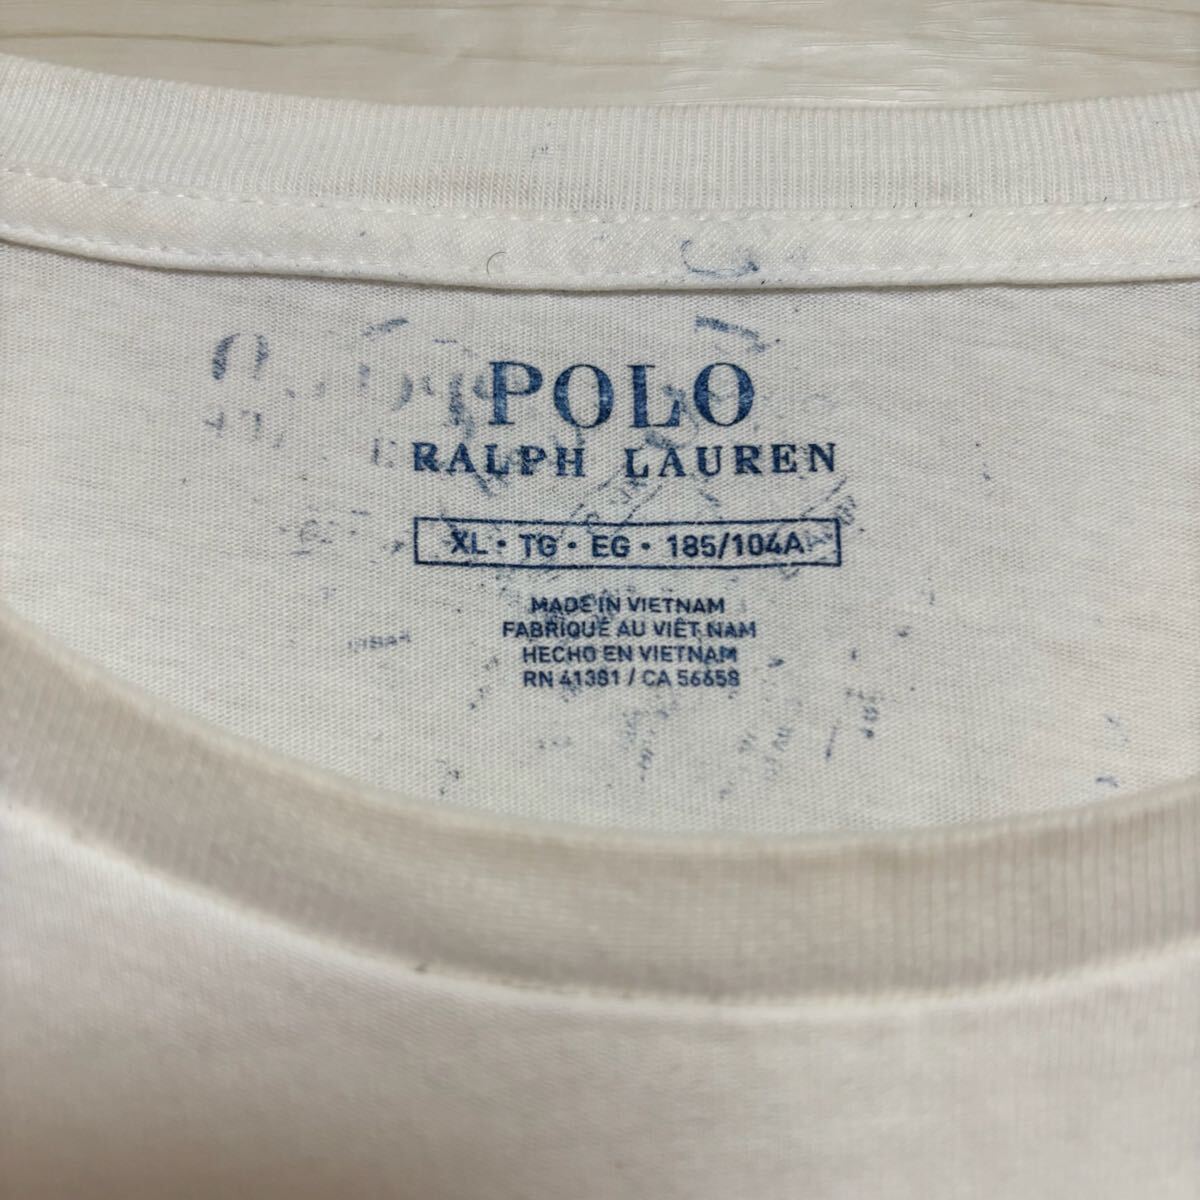 POLO
RALPH LAUREN
XL • TG • EG • 185/104A
MADE IN VIETNAM
FABRIQUÉ AU VIÊT NAM
HECHO EN VIETNAM
RN 41381 / CA 56658